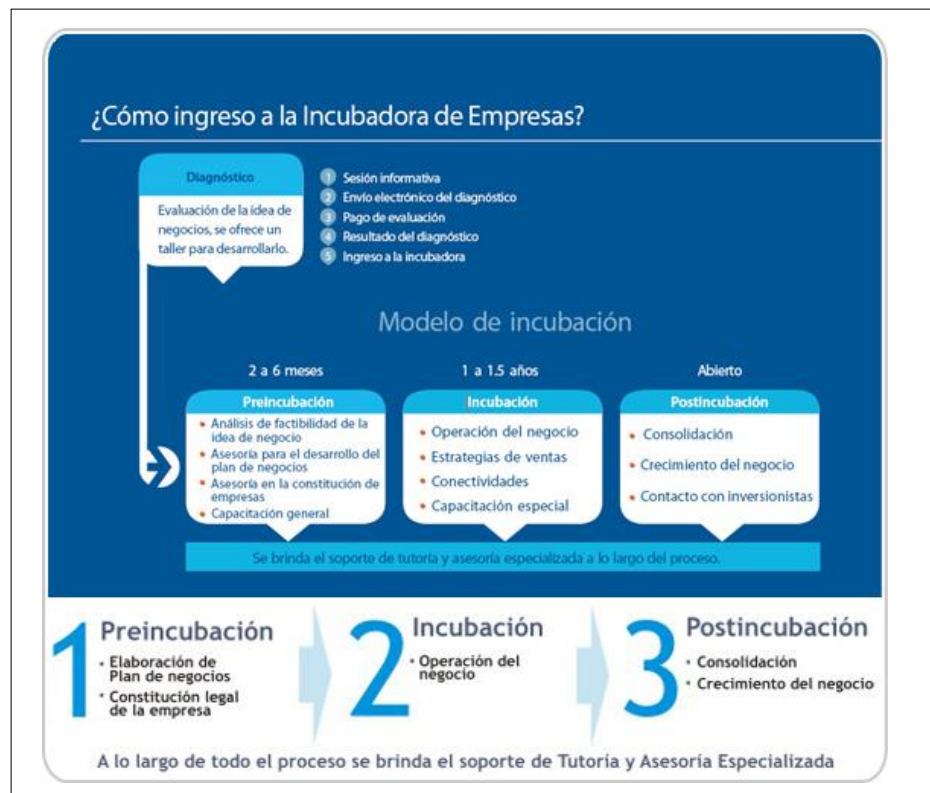 ¿Cómo ingreso a la Incubadora de Empresas?
Diagnóstico
Evaluación de la idea de
negocios, se ofrece un
taller para desarrollarlo.
1 Sesión informativa
2 Envío electrónico del diagnóstico
3 Pago de evaluación
4 Resultado del diagnóstico
5 Ingreso a la incubadora
Modelo de incubación
2 a 6 meses
Preincubación
• Análisis de factibilidad de la
idea de negocio
• Asesoría para el desarrollo del
plan de negocios
• Asesoría en la constitución de
empresas
• Capacitación general
1 a 1.5 años
Incubación
• Operación del negocio
• Estrategias de ventas
• Conectividades
• Capacitación especial
Abierto
Postincubación
• Consolidación
• Crecimiento del negocio
• Contacto con inversionistas
Se brinda el soporte de tutoría y asesoría especializada a lo largo del proceso.
1 Preincubación
• Elaboración de
Plan de negocios
• Constitución legal
de la empresa
2 Incubación
• Operación del
negocio
3 Postincubación
• Consolidación
• Crecimiento del negocio
A lo largo de todo el proceso se brinda el soporte de Tutoría y Asesoría Especializada